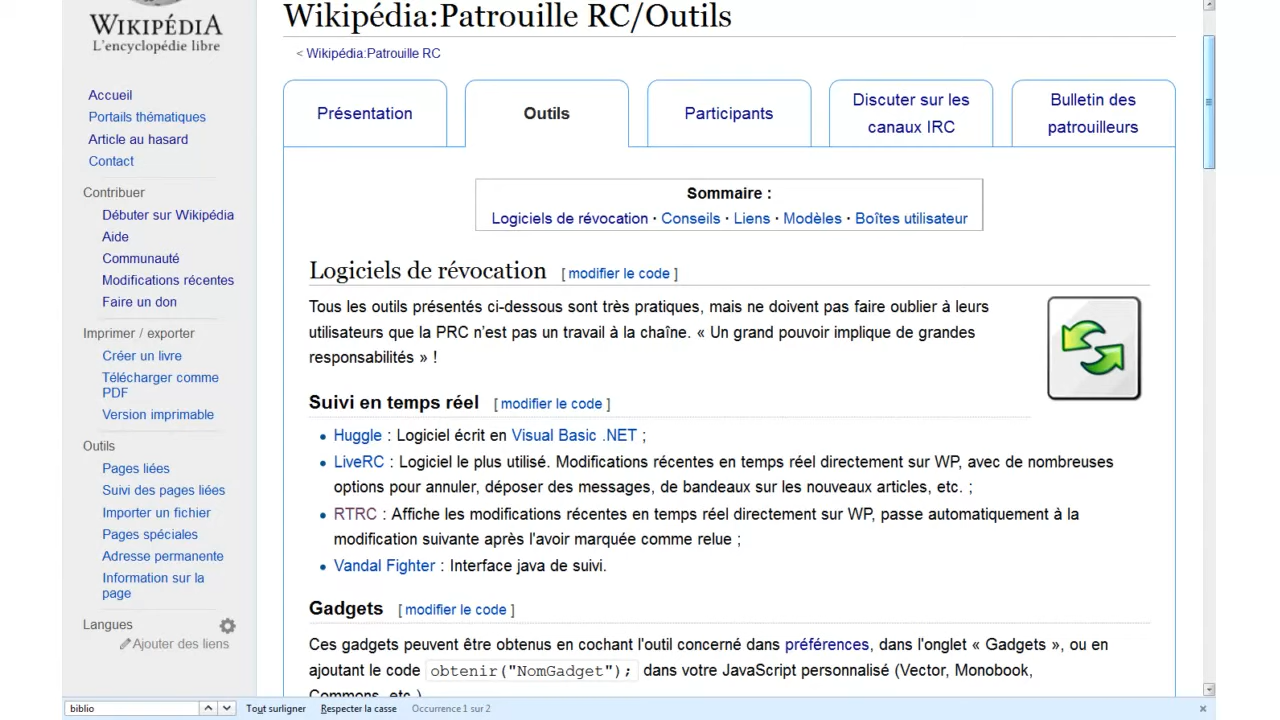 WIKIPÉDIA
L'encyclopédie libre
Accueil
Portails thématiques
Article au hasard
Contact
Contribuer
Débuter sur Wikipédia
Aide
Communauté
Modifications récentes
Faire un don
Imprimer / exporter
Créer un livre
Télécharger comme
PDF
Version imprimable
Outils
Pages liées
Suivi des pages liées
Importer un fichier
Pages spéciales
Adresse permanente
Information sur la
page
Langues
Ajouter des liens
Wikipédia:Patrouille RC/Outils
< Wikipédia:Patrouille RC
Présentation
Outils
Participants
Discuter sur les
canaux IRC
Bulletin des
patrouilleurs
Sommaire :
Logiciels de révocation · Conseils · Liens · Modèles · Boîtes utilisateur
Logiciels de révocation [ modifier le code ]
Tous les outils présentés ci-dessous sont très pratiques, mais ne doivent pas faire oublier à leurs
utilisateurs que la PRC n'est pas un travail à la chaîne. « Un grand pouvoir implique de grandes
responsabilités » !
Suivi en temps réel [ modifier le code ]
• Huggle : Logiciel écrit en Visual Basic .NET ;
• LiveRC : Logiciel le plus utilisé. Modifications récentes en temps réel directement sur WP, avec de nombreuses
options pour annuler, déposer des messages, de bandeaux sur les nouveaux articles, etc. ;
• RTRC : Affiche les modifications récentes en temps réel directement sur WP, passe automatiquement à la
modification suivante après l'avoir marquée comme relue ;
• Vandal Fighter : Interface java de suivi.
Gadgets [ modifier le code ]
Ces gadgets peuvent être obtenus en cochant l'outil concerné dans préférences, dans l'onglet « Gadgets », ou en
ajoutant le code obtenir("NomGadget"); dans votre JavaScript personnalisé (Vector, Monobook,
Commons, etc.)
biblio
Tout surligner
Respecter la casse
Occurrence 1 sur 2